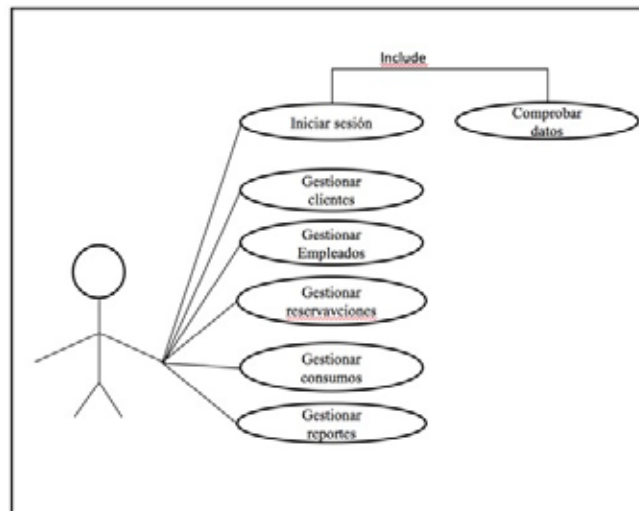 Include
Iniciar sesión
Comprobar
datos
Gestionar
clientes
Gestionar
Empleados
Gestionar
reservavciones
Gestionar
consumos
Gestionar
reportes